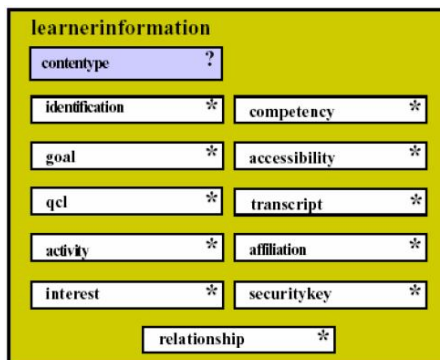 learnerinformation
contentype ?
identification * competency *
goal * accessibility *
qcl * transcript *
activity * affiliation *
interest * securitykey *
relationship *